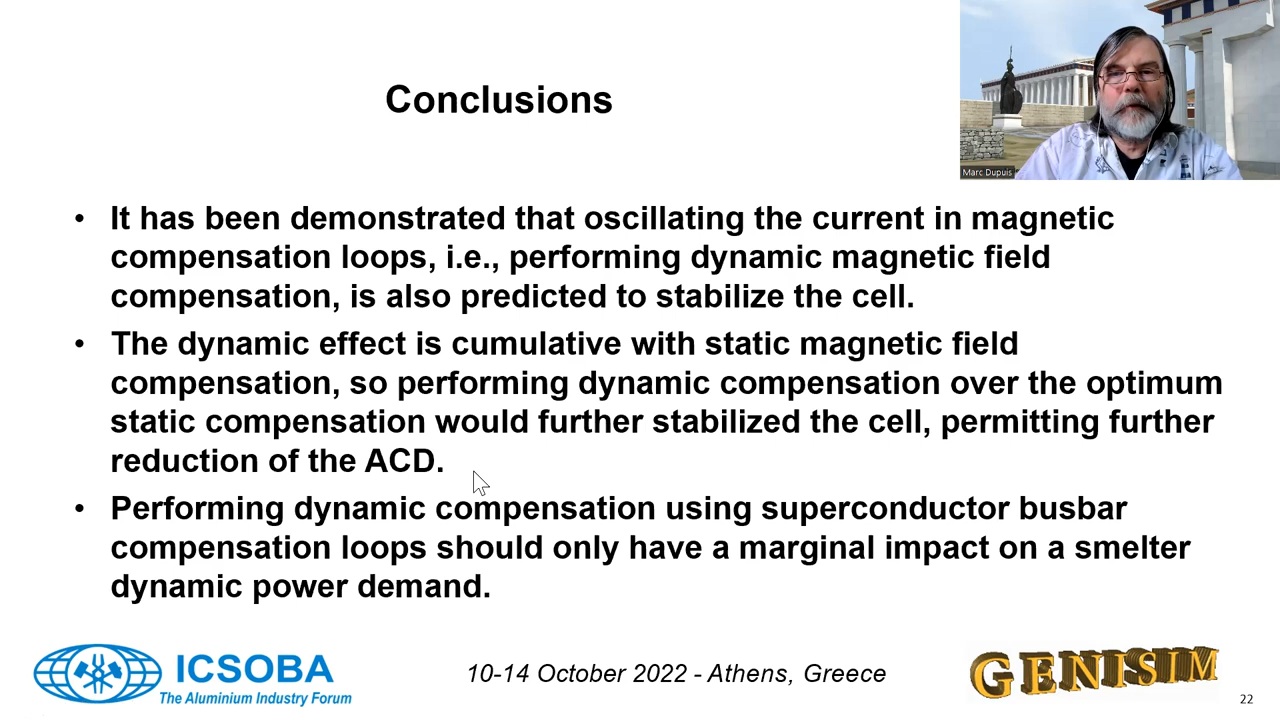 Conclusions
Marc Dupuis
• It has been demonstrated that oscillating the current in magnetic
compensation loops, i.e., performing dynamic magnetic field
compensation, is also predicted to stabilize the cell.
• The dynamic effect is cumulative with static magnetic field
compensation, so performing dynamic compensation over the optimum
static compensation would further stabilized the cell, permitting further
reduction of the ACD.
• Performing dynamic compensation using superconductor busbar
compensation loops should only have a marginal impact on a smelter
dynamic power demand.
ICSOBA
The Aluminium Industry Forum
10-14 October 2022 - Athens, Greece
GENISIM
22